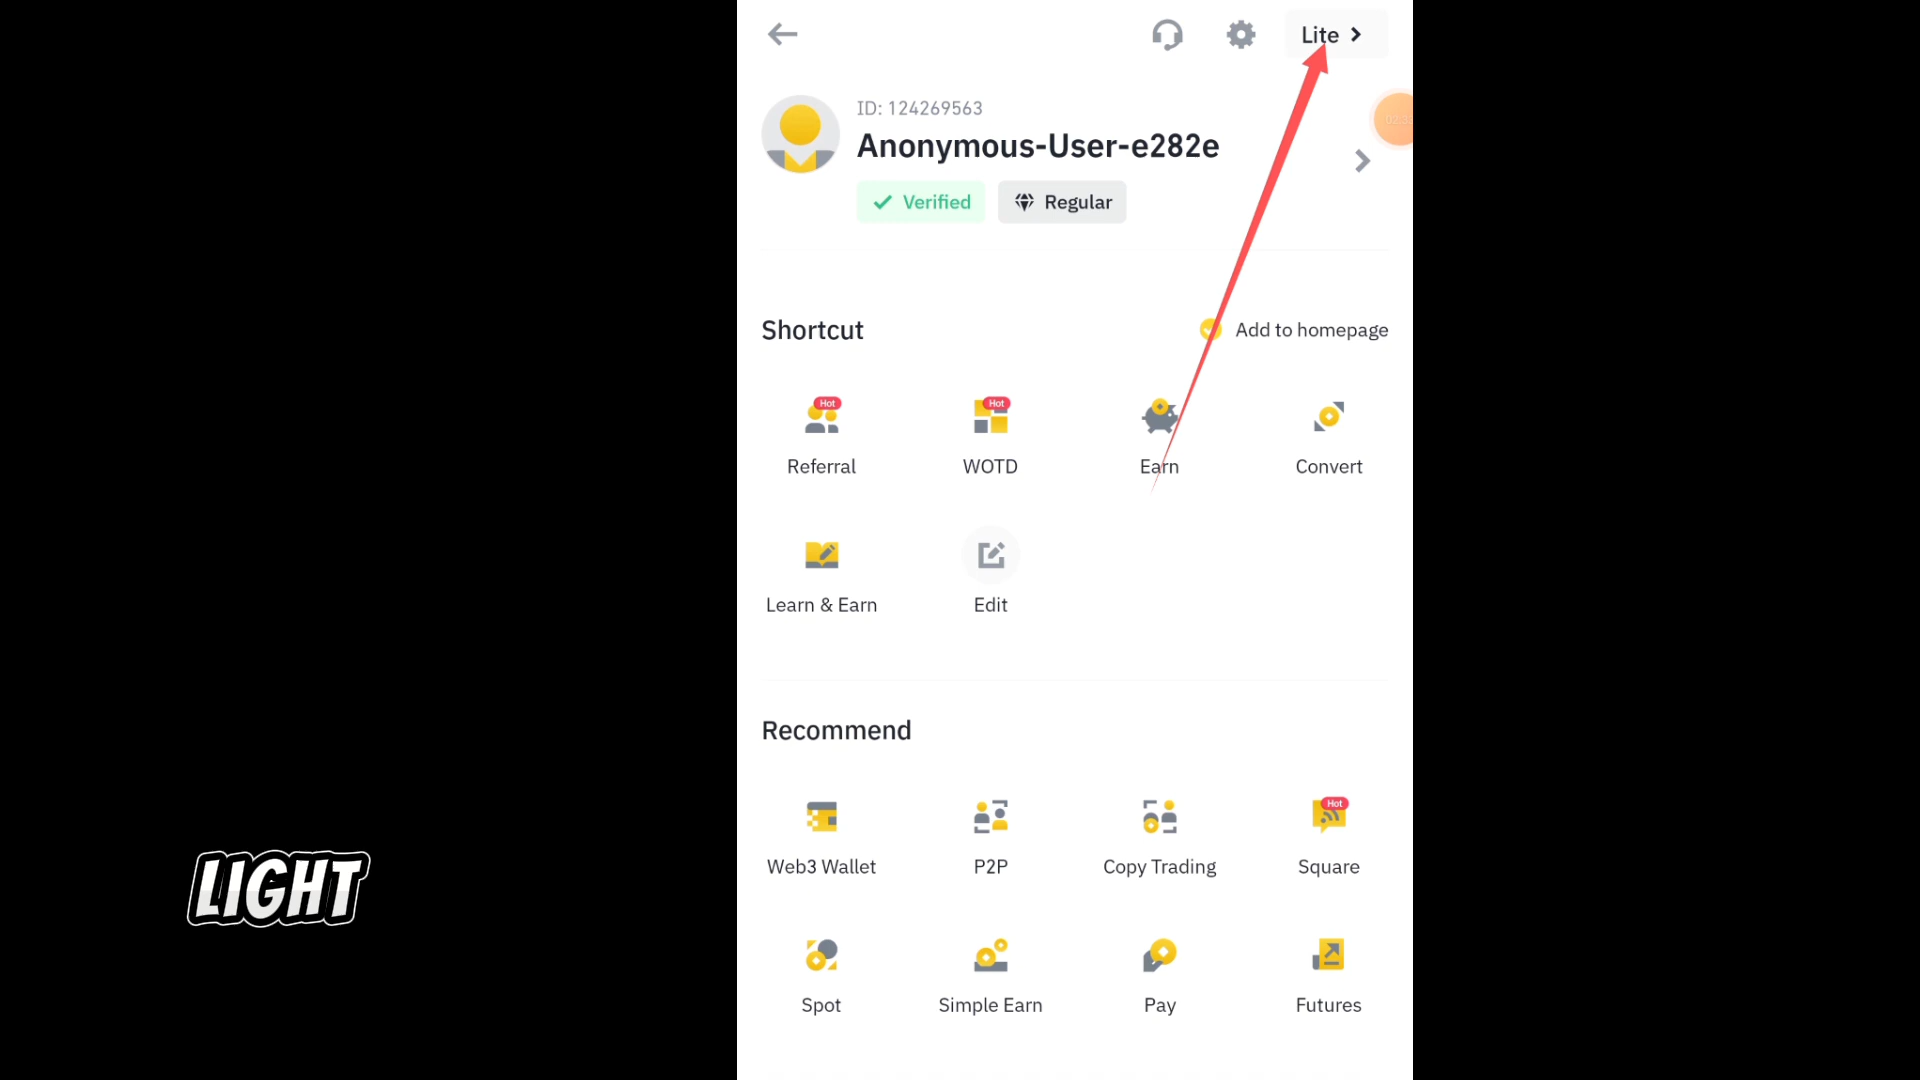 Lite
ID: 124269563
Anonymous-User-e282e
Verified
Regular
Shortcut
Add to homepage
Hot
Hot
Referral
WOTD
Earn
Convert
Learn & Earn
Edit
Recommend
Hot
Web3 Wallet
P2P
Copy Trading
Square
LIGHT
Spot
Simple Earn
Pay
Futures